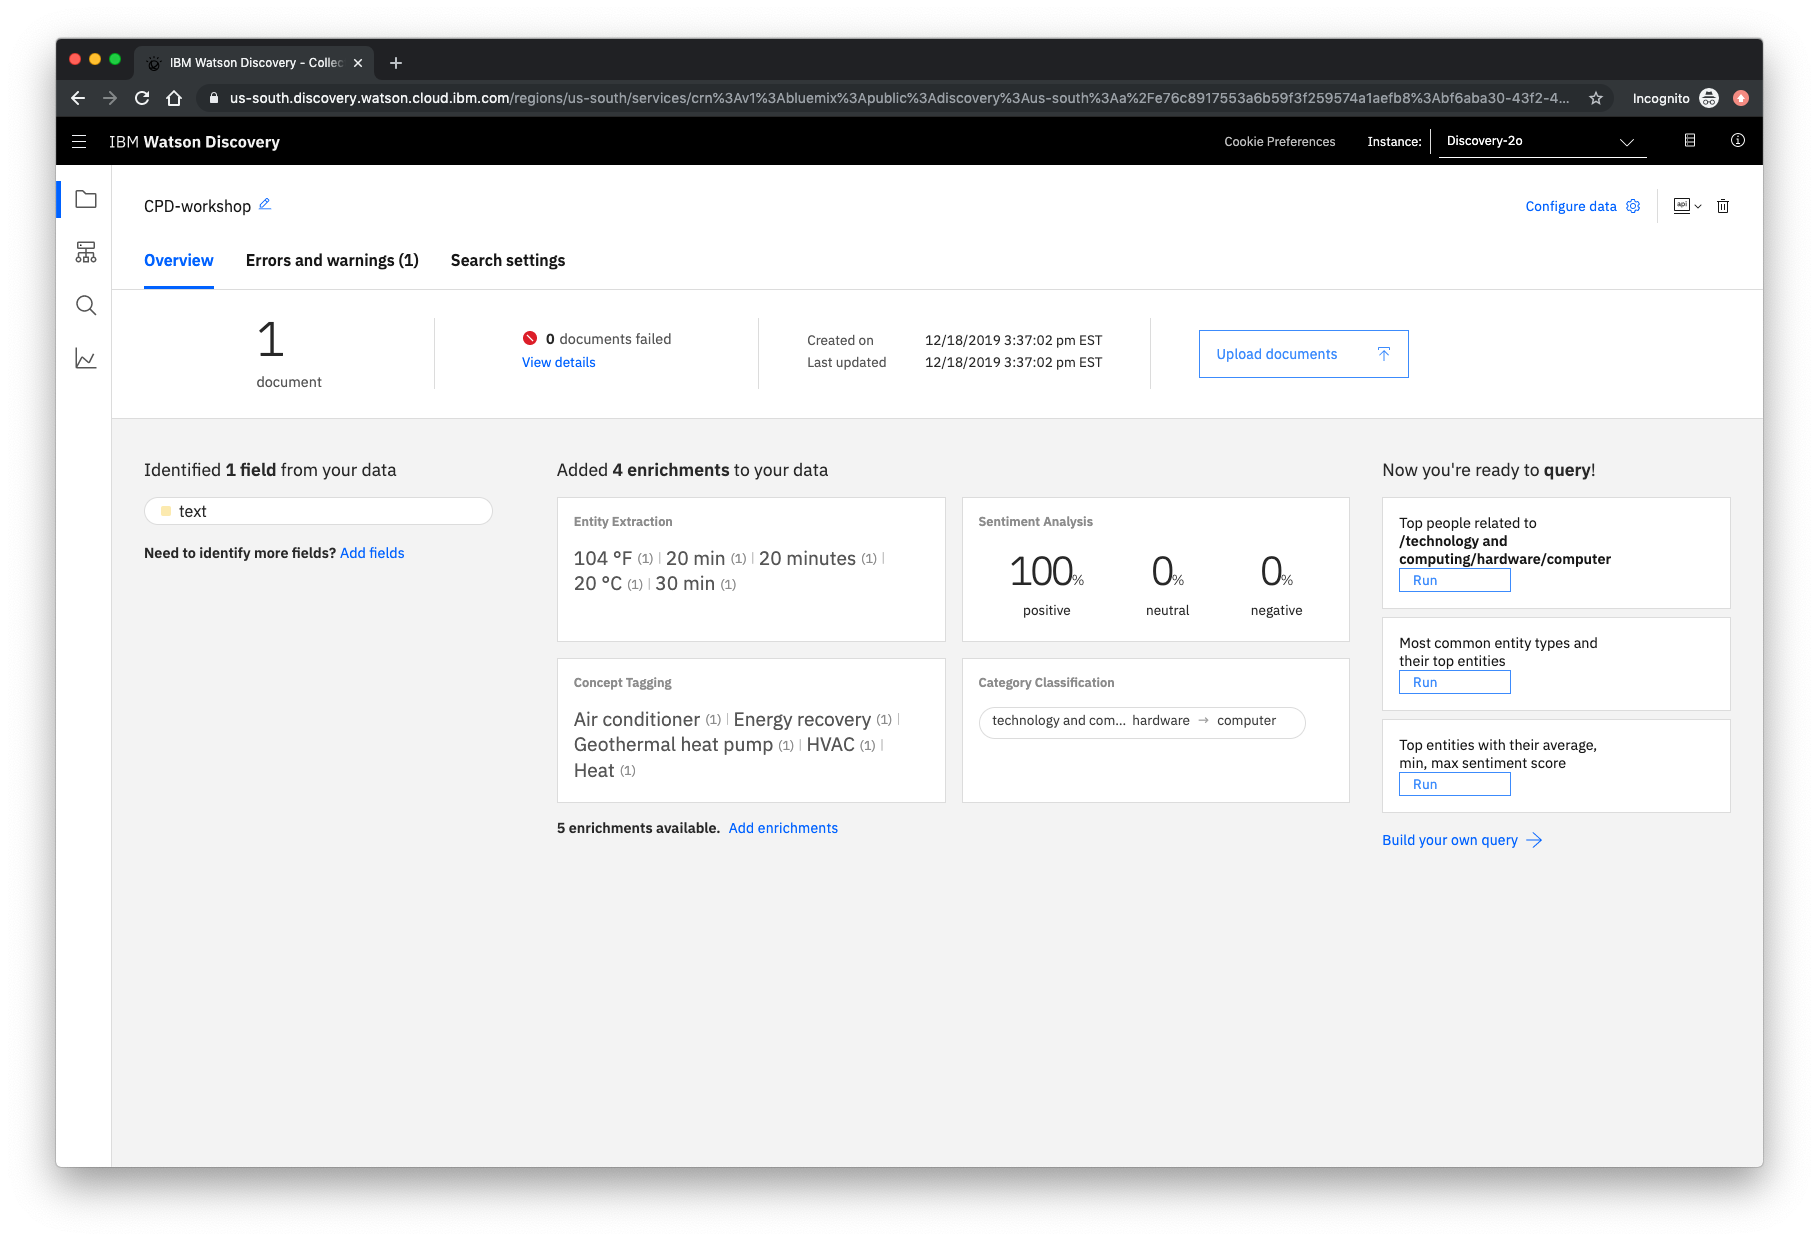 IBM Watson Discovery - Collec
us-south.discovery.watson.cloud.ibm.com/regions/us-south/services/crn%3Av1%3Abluemix%3Apublic%3Adiscovery%3Aus-south%3Aa%2Fe76c8917553a6b59f3f259574a1aefb8%3Abf6aba30-43f2-4...
Incognito
IBM Watson Discovery
Cookie Preferences
Instance:
Discovery-2o
CPD-workshop
Configure data
api
Overview
Errors and warnings (1)
Search settings
1
document
0 documents failed
View details
Created on 12/18/2019 3:37:02 pm EST
Last updated 12/18/2019 3:37:02 pm EST
Upload documents
Identified 1 field from your data
text
Need to identify more fields? Add fields
Added 4 enrichments to your data
Entity Extraction
104 °F (1) | 20 min (1) | 20 minutes (1) |
20 °C (1) | 30 min (1)
Sentiment Analysis
100% 0% 0%
positive neutral negative
Concept Tagging
Air conditioner (1) | Energy recovery (1) |
Geothermal heat pump (1) | HVAC (1) |
Heat (1)
Category Classification
technology and com... hardware → computer
5 enrichments available. Add enrichments
Now you're ready to query!
Top people related to
/technology and
computing/hardware/computer
Run
Most common entity types and
their top entities
Run
Top entities with their average,
min, max sentiment score
Run
Build your own query →